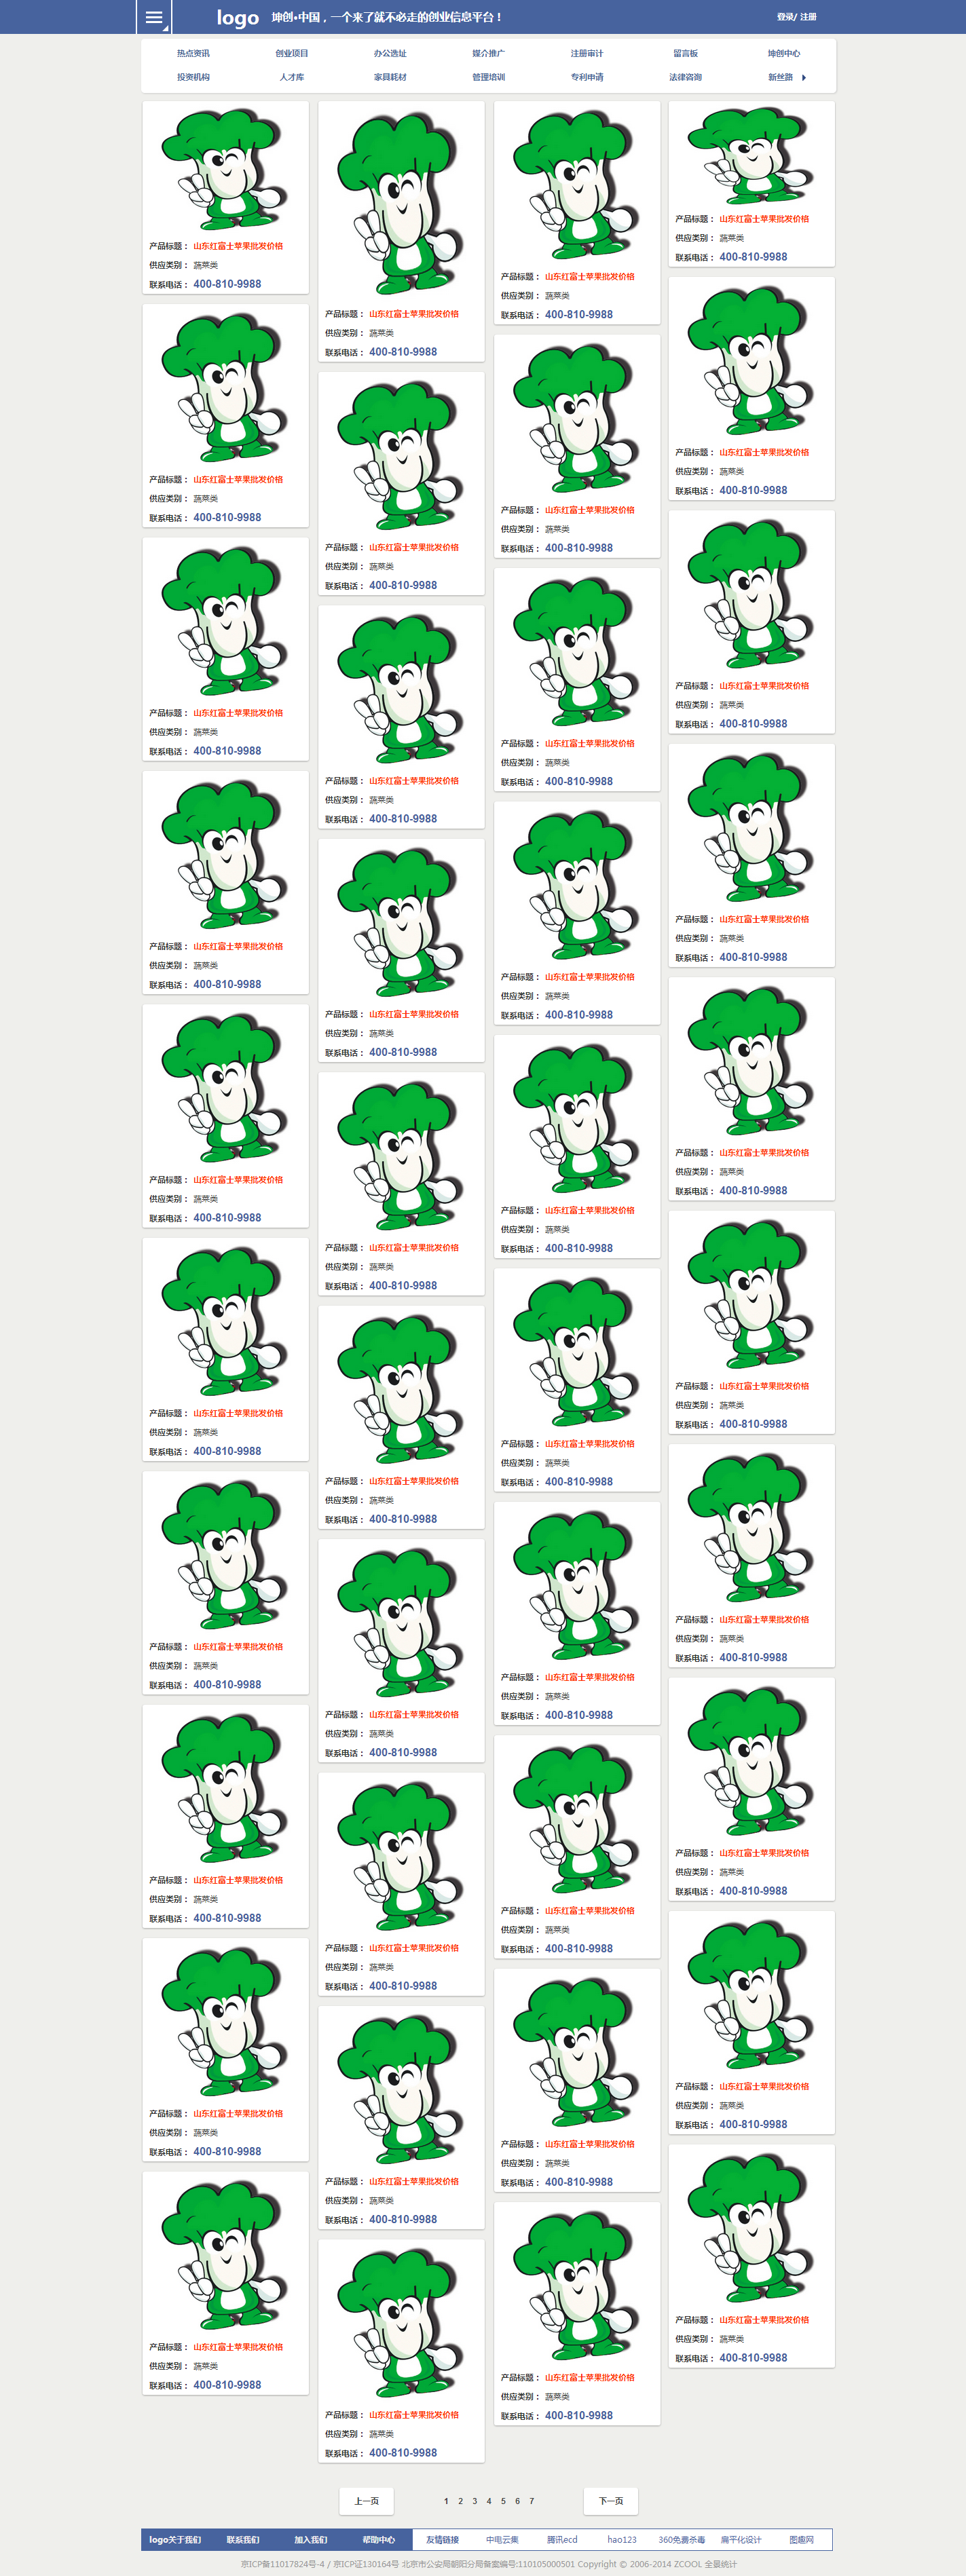 logo 坤创•中国，一个来了就不必走的创业信息平台！ 登录/ 注册
热点资讯 创业项目 办公选址 媒介推广 注册审计 留言板 坤创中心
投资机构 人才库 家具耗材 管理培训 专利申请 法律咨询 新丝路
产品标题： 山东红富士苹果批发价格
供应类别： 蔬菜类
联系电话： 400-810-9988
产品标题： 山东红富士苹果批发价格
供应类别： 蔬菜类
联系电话： 400-810-9988
产品标题： 山东红富士苹果批发价格
供应类别： 蔬菜类
联系电话： 400-810-9988
产品标题： 山东红富士苹果批发价格
供应类别： 蔬菜类
联系电话： 400-810-9988
产品标题： 山东红富士苹果批发价格
供应类别： 蔬菜类
联系电话： 400-810-9988
产品标题： 山东红富士苹果批发价格
供应类别： 蔬菜类
联系电话： 400-810-9988
产品标题： 山东红富士苹果批发价格
供应类别： 蔬菜类
联系电话： 400-810-9988
产品标题： 山东红富士苹果批发价格
供应类别： 蔬菜类
联系电话： 400-810-9988
产品标题： 山东红富士苹果批发价格
供应类别： 蔬菜类
联系电话： 400-810-9988
产品标题： 山东红富士苹果批发价格
供应类别： 蔬菜类
联系电话： 400-810-9988
产品标题： 山东红富士苹果批发价格
供应类别： 蔬菜类
联系电话： 400-810-9988
产品标题： 山东红富士苹果批发价格
供应类别： 蔬菜类
联系电话： 400-810-9988
产品标题： 山东红富士苹果批发价格
供应类别： 蔬菜类
联系电话： 400-810-9988
产品标题： 山东红富士苹果批发价格
供应类别： 蔬菜类
联系电话： 400-810-9988
产品标题： 山东红富士苹果批发价格
供应类别： 蔬菜类
联系电话： 400-810-9988
产品标题： 山东红富士苹果批发价格
供应类别： 蔬菜类
联系电话： 400-810-9988
产品标题： 山东红富士苹果批发价格
供应类别： 蔬菜类
联系电话： 400-810-9988
产品标题： 山东红富士苹果批发价格
供应类别： 蔬菜类
联系电话： 400-810-9988
产品标题： 山东红富士苹果批发价格
供应类别： 蔬菜类
联系电话： 400-810-9988
产品标题： 山东红富士苹果批发价格
供应类别： 蔬菜类
联系电话： 400-810-9988
产品标题： 山东红富士苹果批发价格
供应类别： 蔬菜类
联系电话： 400-810-9988
产品标题： 山东红富士苹果批发价格
供应类别： 蔬菜类
联系电话： 400-810-9988
产品标题： 山东红富士苹果批发价格
供应类别： 蔬菜类
联系电话： 400-810-9988
产品标题： 山东红富士苹果批发价格
供应类别： 蔬菜类
联系电话： 400-810-9988
产品标题： 山东红富士苹果批发价格
供应类别： 蔬菜类
联系电话： 400-810-9988
产品标题： 山东红富士苹果批发价格
供应类别： 蔬菜类
联系电话： 400-810-9988
产品标题： 山东红富士苹果批发价格
供应类别： 蔬菜类
联系电话： 400-810-9988
产品标题： 山东红富士苹果批发价格
供应类别： 蔬菜类
联系电话： 400-810-9988
产品标题： 山东红富士苹果批发价格
供应类别： 蔬菜类
联系电话： 400-810-9988
产品标题： 山东红富士苹果批发价格
供应类别： 蔬菜类
联系电话： 400-810-9988
产品标题： 山东红富士苹果批发价格
供应类别： 蔬菜类
联系电话： 400-810-9988
产品标题： 山东红富士苹果批发价格
供应类别： 蔬菜类
联系电话： 400-810-9988
产品标题： 山东红富士苹果批发价格
供应类别： 蔬菜类
联系电话： 400-810-9988
产品标题： 山东红富士苹果批发价格
供应类别： 蔬菜类
联系电话： 400-810-9988
产品标题： 山东红富士苹果批发价格
供应类别： 蔬菜类
联系电话： 400-810-9988
产品标题： 山东红富士苹果批发价格
供应类别： 蔬菜类
联系电话： 400-810-9988
产品标题： 山东红富士苹果批发价格
供应类别： 蔬菜类
联系电话： 400-810-9988
产品标题： 山东红富士苹果批发价格
供应类别： 蔬菜类
联系电话： 400-810-9988
产品标题： 山东红富士苹果批发价格
供应类别： 蔬菜类
联系电话： 400-810-9988
产品标题： 山东红富士苹果批发价格
供应类别： 蔬菜类
联系电话： 400-810-9988
上一页 1 2 3 4 5 6 7 下一页
logo关于我们 联系我们 加入我们 帮助中心 友情链接 中电云集 腾讯ecd hao123 360免费杀毒 扁平化设计 图趣网
京ICP备11017824号-4 / 京ICP证130164号 北京市公安局朝阳分局备案编号:110105000501 Copyright © 2006-2014 ZCOOL 全景统计